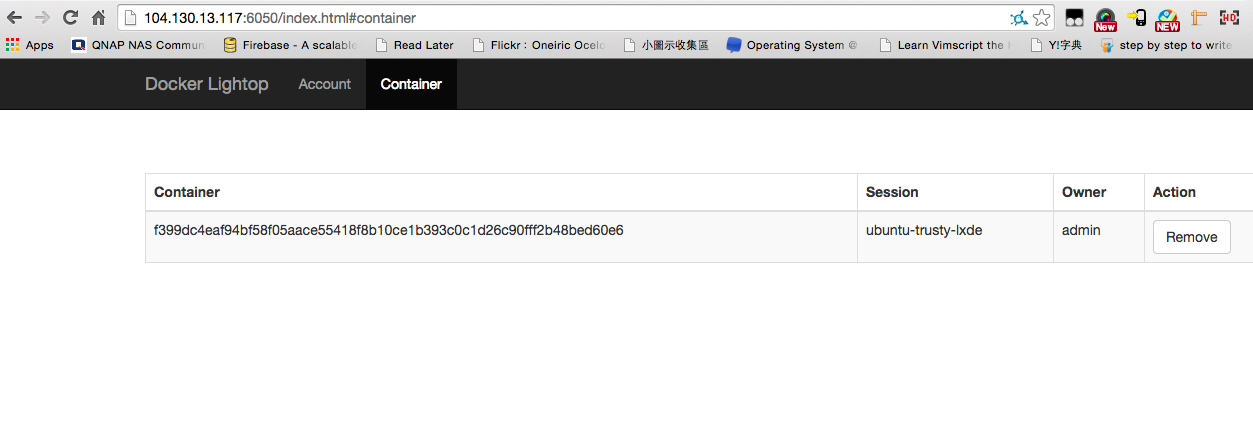 104.130.13.117:6050/index.html#container
New
NEW
HD
Apps
QNAP NAS Commun
Firebase - A scalable
Read Later
Flickr：Oneiric Ocelo
小圖示收集區
Operating System @
Learn Vimscript the H
Y!字典
step by step to write
Docker Lightop Account Container
Container Session Owner Action
f399dc4eaf94bf58f05aace55418f8b10ce1b393c0c1d26c90fff2b48bed60e6 ubuntu-trusty-lxde admin Remove